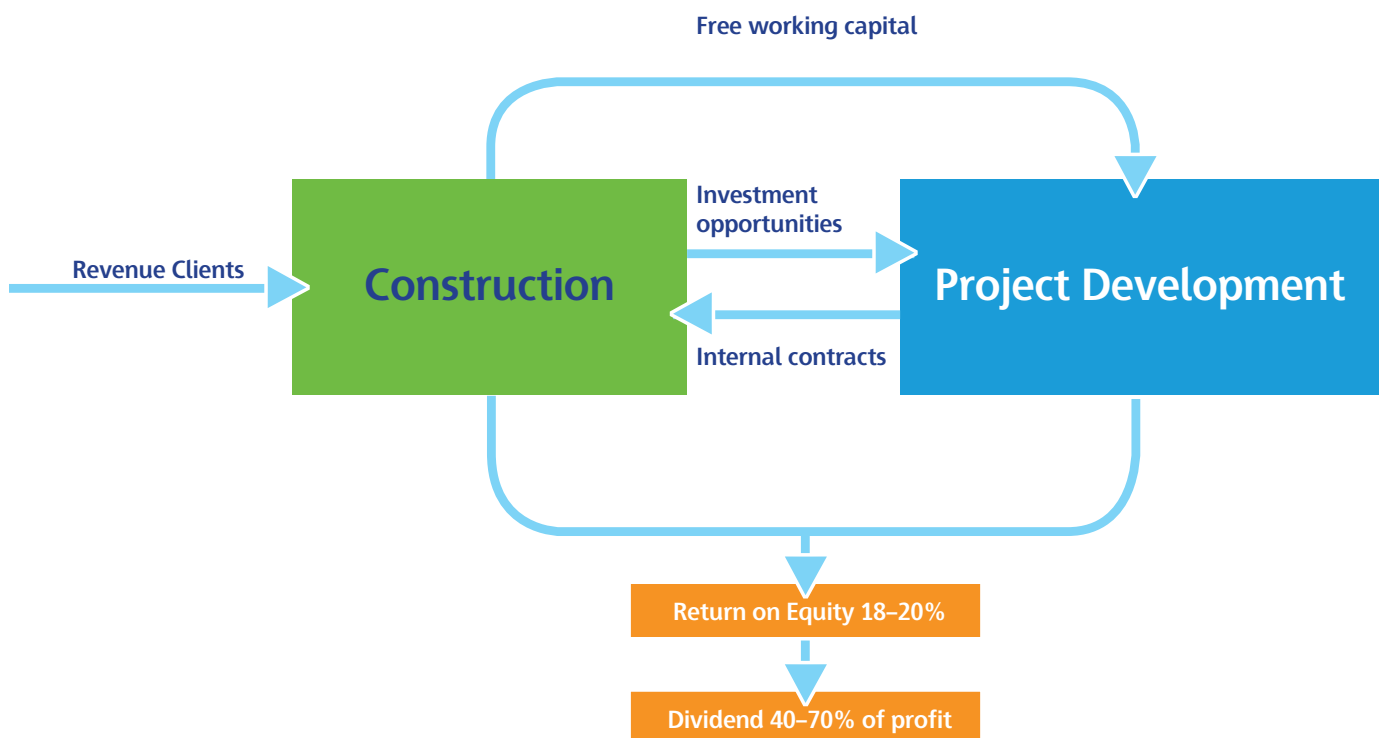 Free working capital
Investment
opportunities
Revenue Clients
Construction
Project Development
Internal contracts
Return on Equity 18–20%
Dividend 40–70% of profit